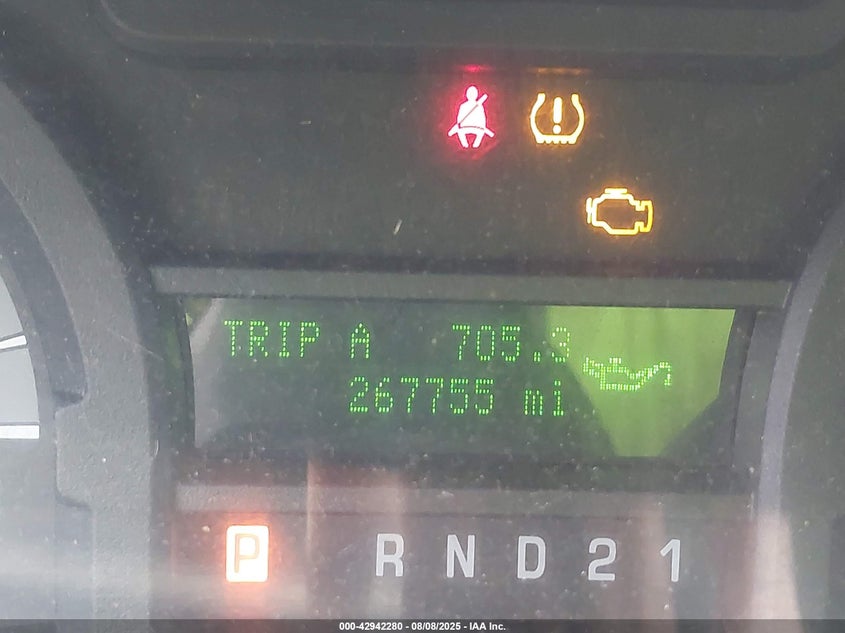 TRIP A 705.3
267755 mi
P R N D 2 1
000-42942280 - 08/08/2025 - IAA Inc.